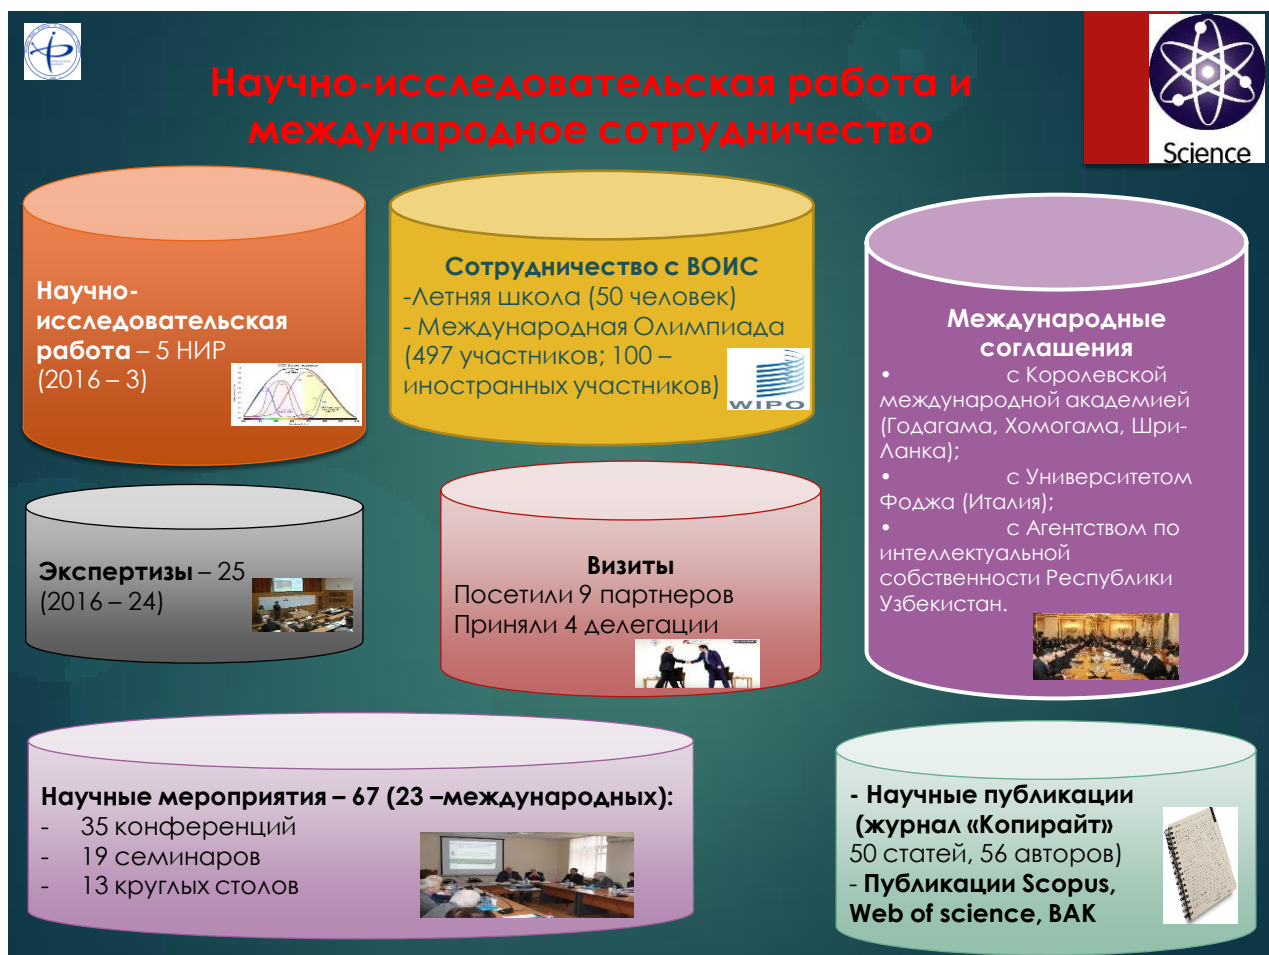 Научно-исследовательская работа и
международное сотрудничество
Science
Научно-
исследовательская
работа – 5 НИР
(2016 – 3)
Сотрудничество с ВОИС
-Летняя школа (50 человек)
- Международная Олимпиада
(497 участников; 100 –
иностранных участников)
WIPO
Международные
соглашения
• с Королевской
международной академией
(Годагама, Хомогама, Шри-
Ланка);
• с Университетом
Фоджа (Италия);
• с Агентством по
интеллектуальной
собственности Республики
Узбекистан.
Экспертизы – 25
(2016 – 24)
Визиты
Посетили 9 партнеров
Приняли 4 делегации
Научные мероприятия – 67 (23 –международных):
- 35 конференций
- 19 семинаров
- 13 круглых столов
- Научные публикации
(журнал «Копирайт»
50 статей, 56 авторов)
- Публикации Scopus,
Web of science, ВАК